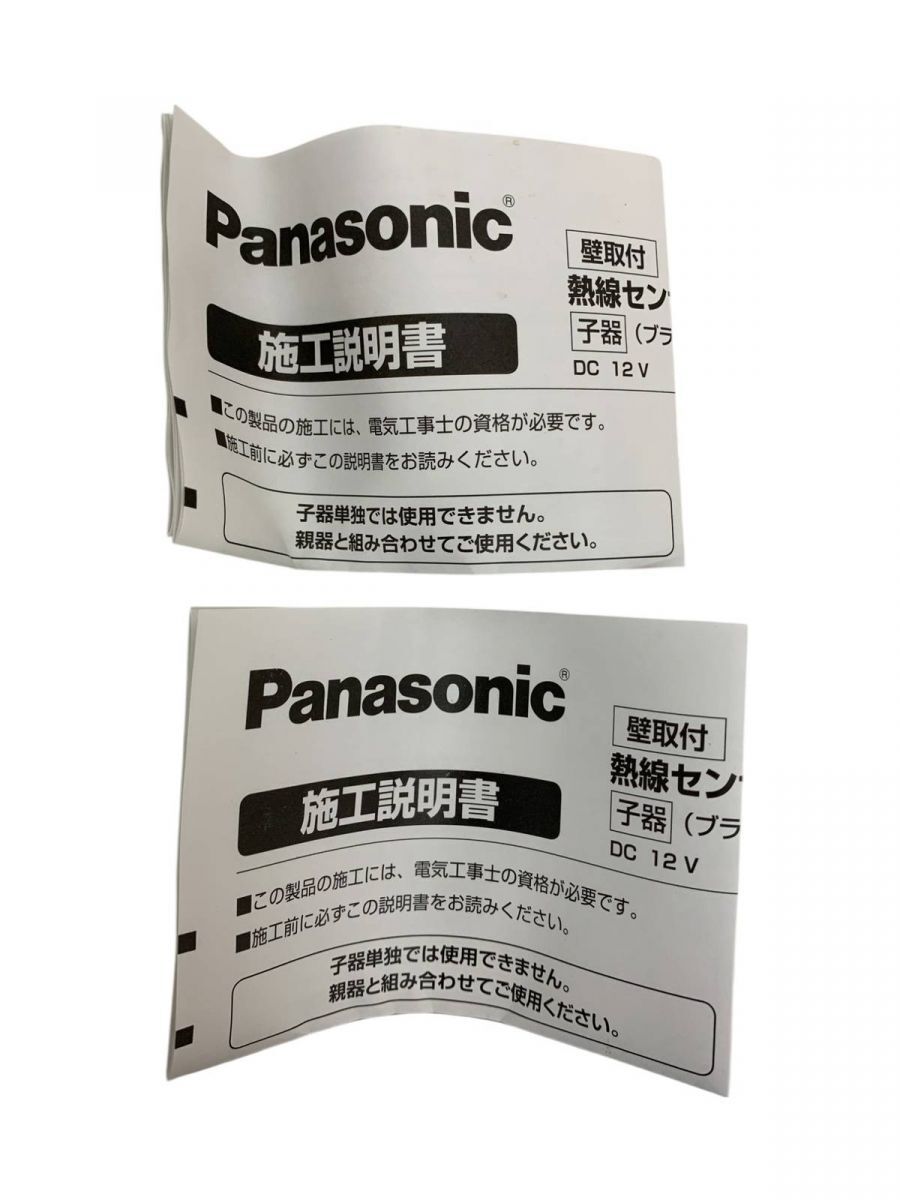 Panasonic®
壁取付
熱線セン
子器（ブラ
DC 12V
施工説明書
■この製品の施工には、電気工事士の資格が必要です。
■施工前に必ずこの説明書をお読みください。
子器単独では使用できません。
親器と組み合わせてご使用ください。
Panasonic®
壁取付
熱線セン
子器（ブラ
DC 12V
施工説明書
■この製品の施工には、電気工事士の資格が必要です。
■施工前に必ずこの説明書をお読みください。
子器単独では使用できません。
親器と組み合わせてご使用ください。